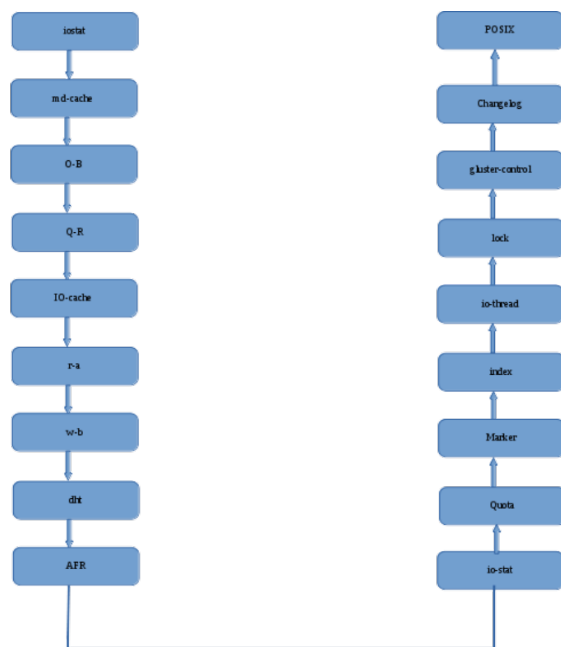 iostat
md-cache
O-B
Q-R
IO-cache
r-a
w-b
dht
AFR
POSIX
Changelog
gluster-control
lock
io-thread
index
Marker
Quota
io-stat